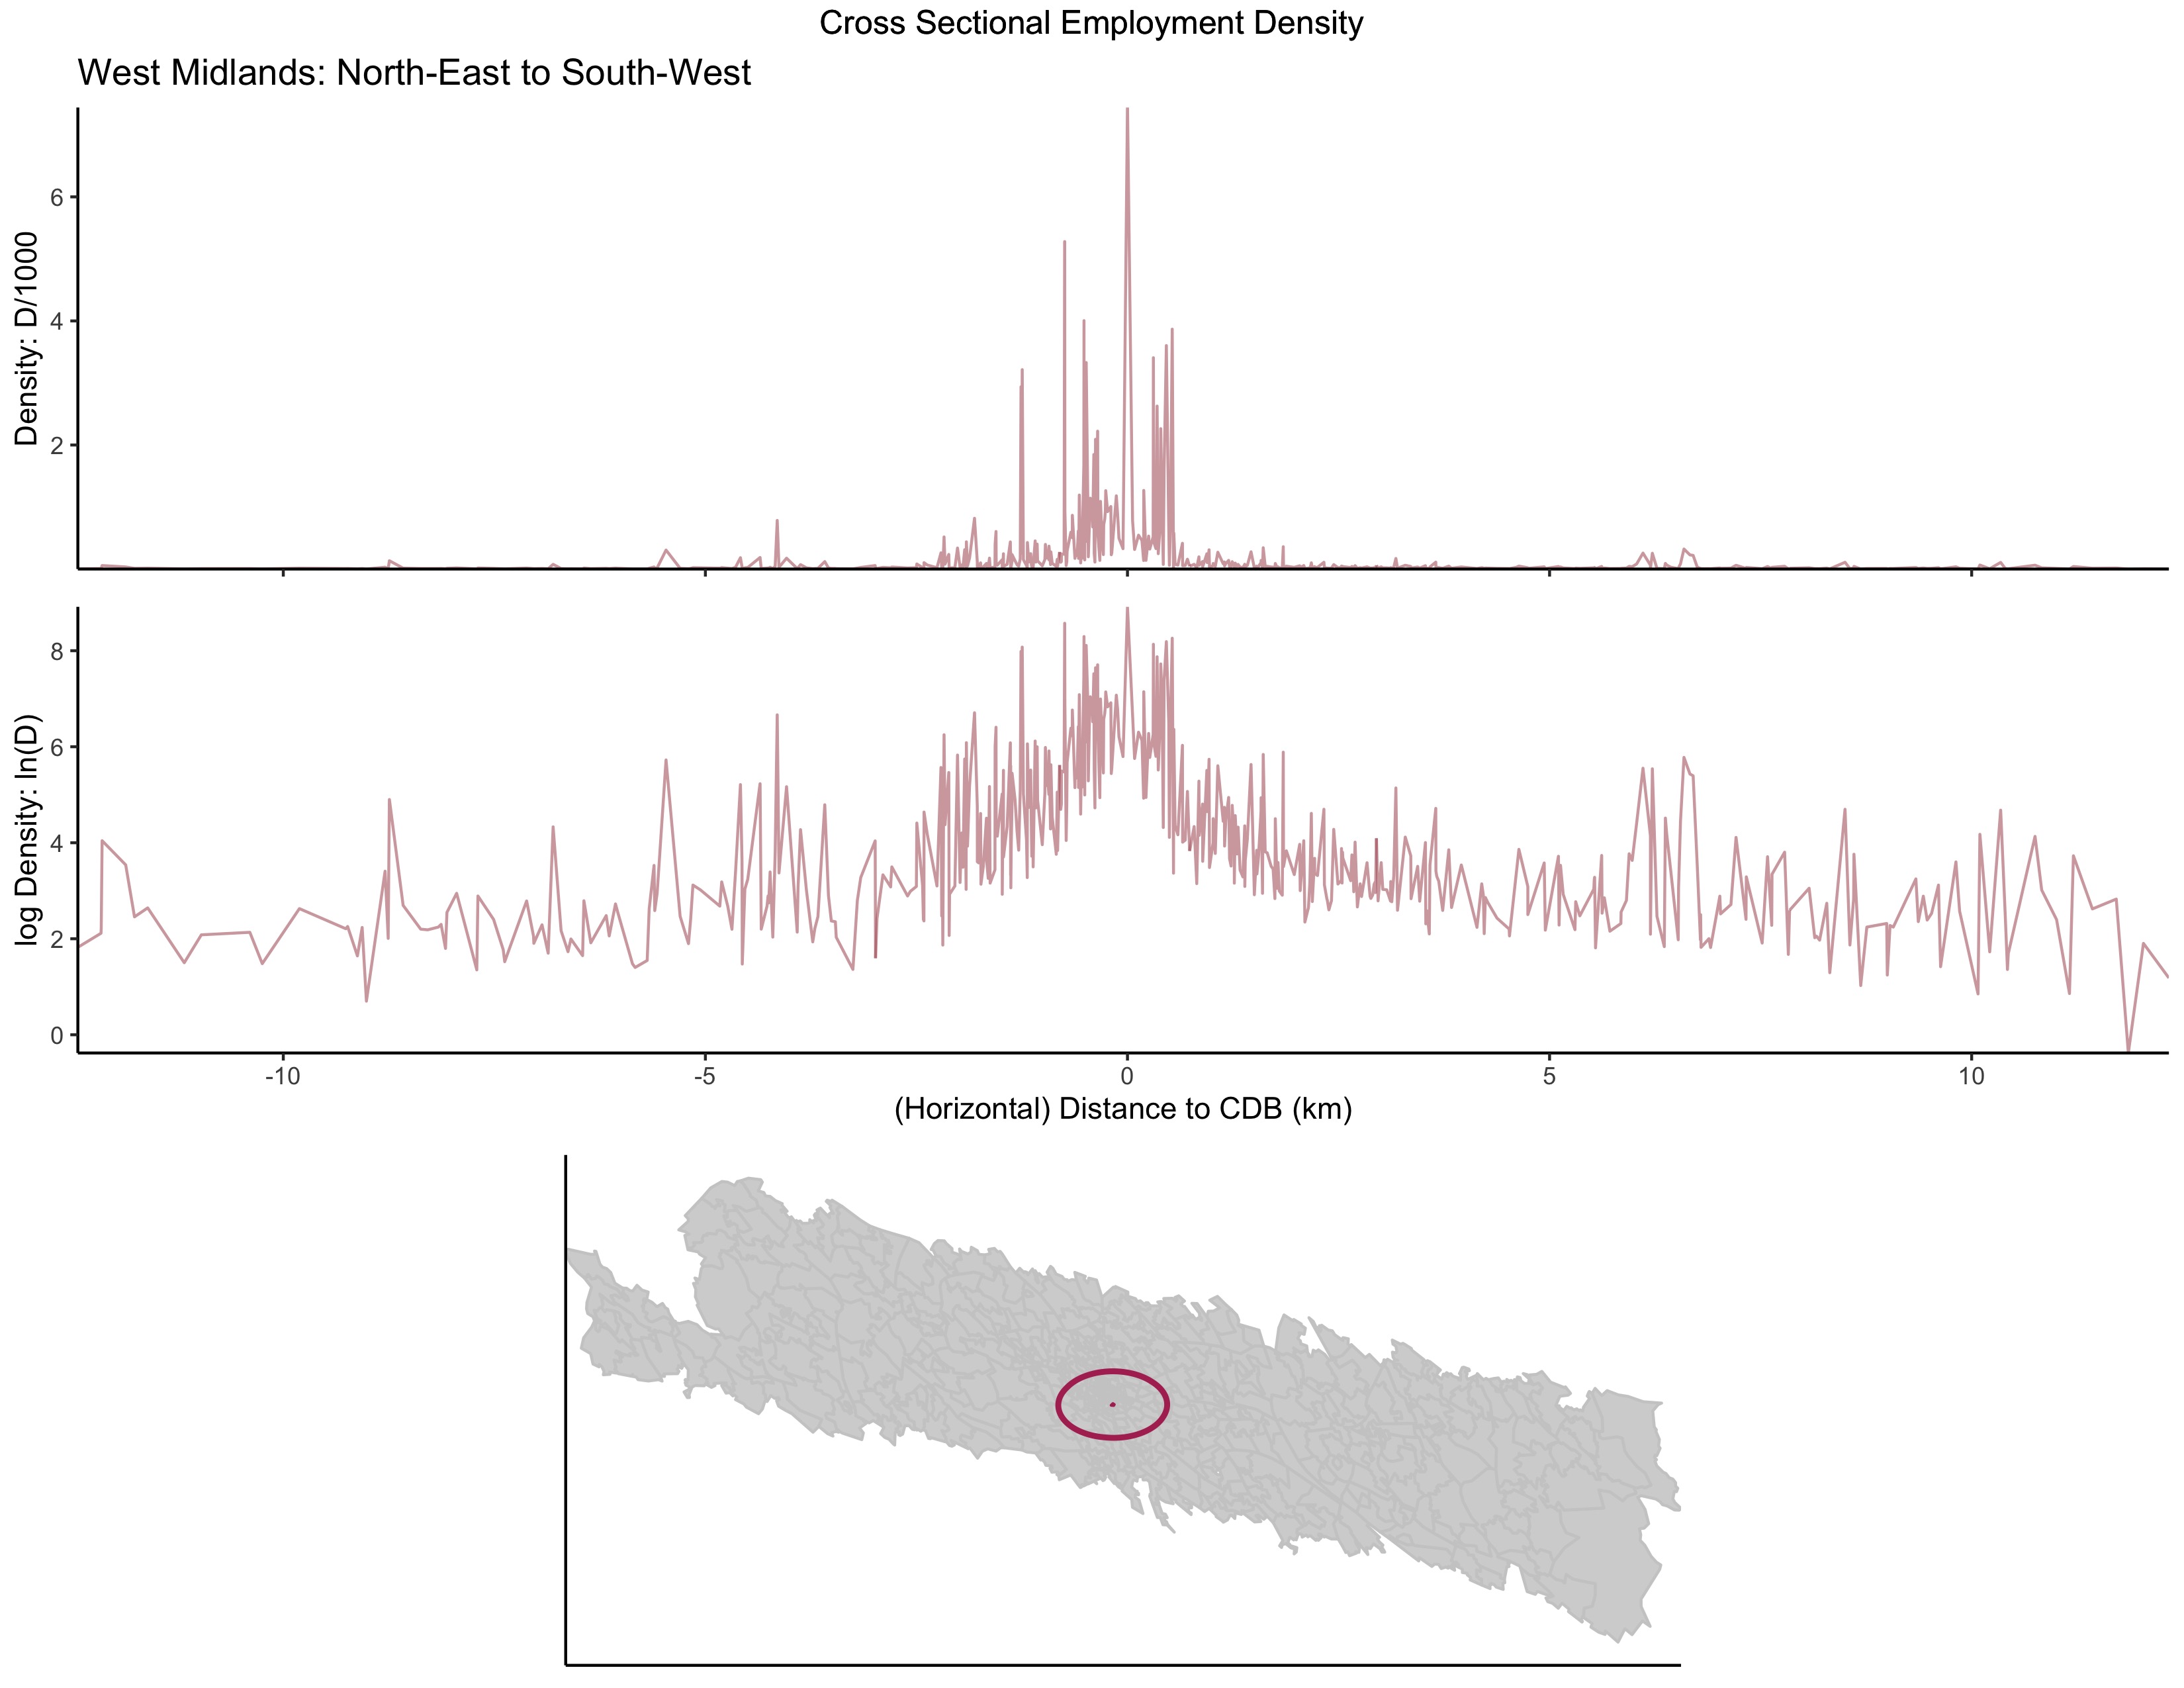 Cross Sectional Employment Density
West Midlands: North-East to South-West
Density: D/1000
6
4
2
log Density: ln(D)
8
6
4
2
0
-10
-5
0
5
10
(Horizontal) Distance to CDB (km)